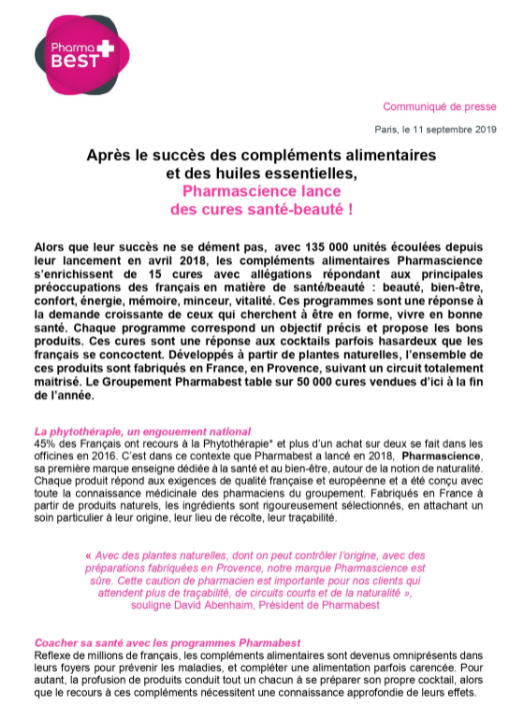 Pharma
BEST
Communiqué de presse
Paris, le 11 septembre 2019
Après le succès des compléments alimentaires
et des huiles essentielles,
Pharmascience lance
des cures santé-beauté !
Alors que leur succès ne se dément pas, avec 135 000 unités écoulées depuis
leur lancement en avril 2018, les compléments alimentaires Pharmascience
s'enrichissent de 15 cures avec allégations répondant aux principales
préoccupations des français en matière de santé/beauté : beauté, bien-être,
confort, énergie, mémoire, minceur, vitalité. Ces programmes sont une réponse à
la demande croissante de ceux qui cherchent à être en forme, vivre en bonne
santé. Chaque programme correspond un objectif précis et propose les bons
produits. Ces cures sont une réponse aux cocktails parfois hasardeux que les
français se concoctent. Développés à partir de plantes naturelles, l'ensemble de
ces produits sont fabriqués en France, en Provence, suivant un circuit totalement
maitrisé. Le Groupement Pharmabest table sur 50 000 cures vendues d'ici à la fin
de l'année.
La phytothérapie, un engouement national
45% des Français ont recours à la Phytothérapie* et plus d'un achat sur deux se fait dans les
officines en 2016. C'est dans ce contexte que Pharmabest a lancé en 2018, Pharmascience,
sa première marque enseigne dédiée à la santé et au bien-être, autour de la notion de naturalité.
Chaque produit répond aux exigences de qualité française et européenne et a été conçu avec
toute la connaissance médicinale des pharmaciens du groupement. Fabriqués en France à
partir de produits naturels, les ingrédients sont rigoureusement sélectionnés, en attachant un
soin particulier à leur origine, leur lieu de récolte, leur traçabilité.
« Avec des plantes naturelles, dont on peut contrôler l'origine, avec des
préparations fabriquées en Provence, notre marque Pharmascience est
sûre. Cette caution de pharmacien est importante pour nos clients qui
attendent plus de traçabilité, de circuits courts et de la naturalité »,
souligne David Abenhaim, Président de Pharmabest
Coacher sa santé avec les programmes Pharmabest
Reflexe de millions de français, les compléments alimentaires sont devenus omniprésents dans
leurs foyers pour prévenir les maladies, et compléter une alimentation parfois carencée. Pour
autant, la profusion de produits conduit tout un chacun à se préparer son propre cocktail, alors
que le recours à ces compléments nécessitent une connaissance approfondie de leurs effets.